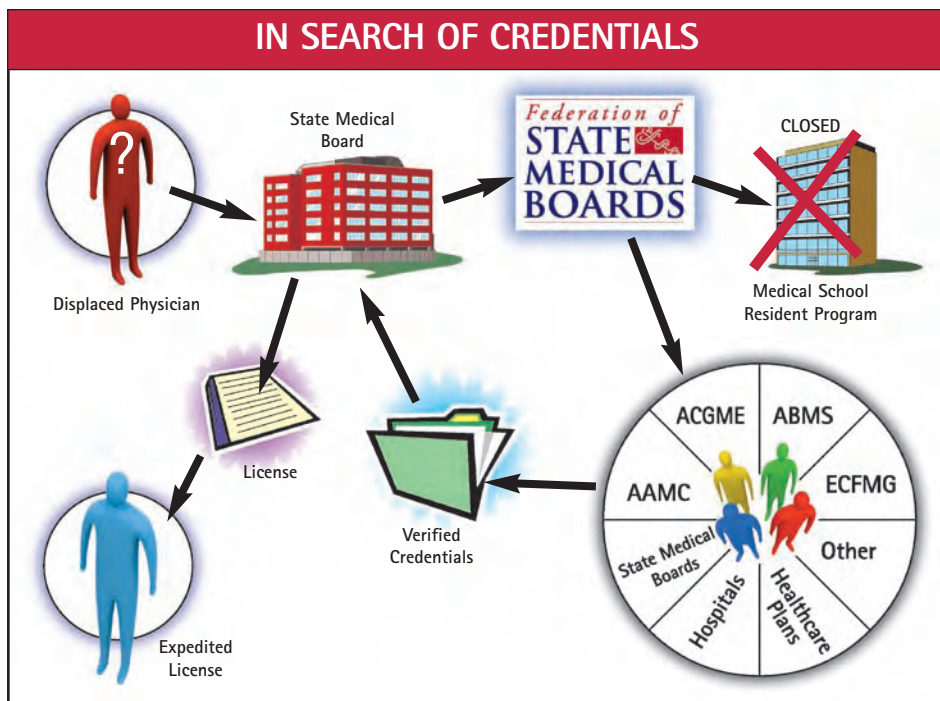 IN SEARCH OF CREDENTIALS
?
Displaced Physician
State Medical
Board
Federation of
STATE
MEDICAL
BOARDS
CLOSED
Medical School
Resident Program
License
Expedited
License
Verified
Credentials
ACGME
ABMS
AAMC
ECFMG
State Medical
Boards
Other
Hospitals
Healthcare
Plans